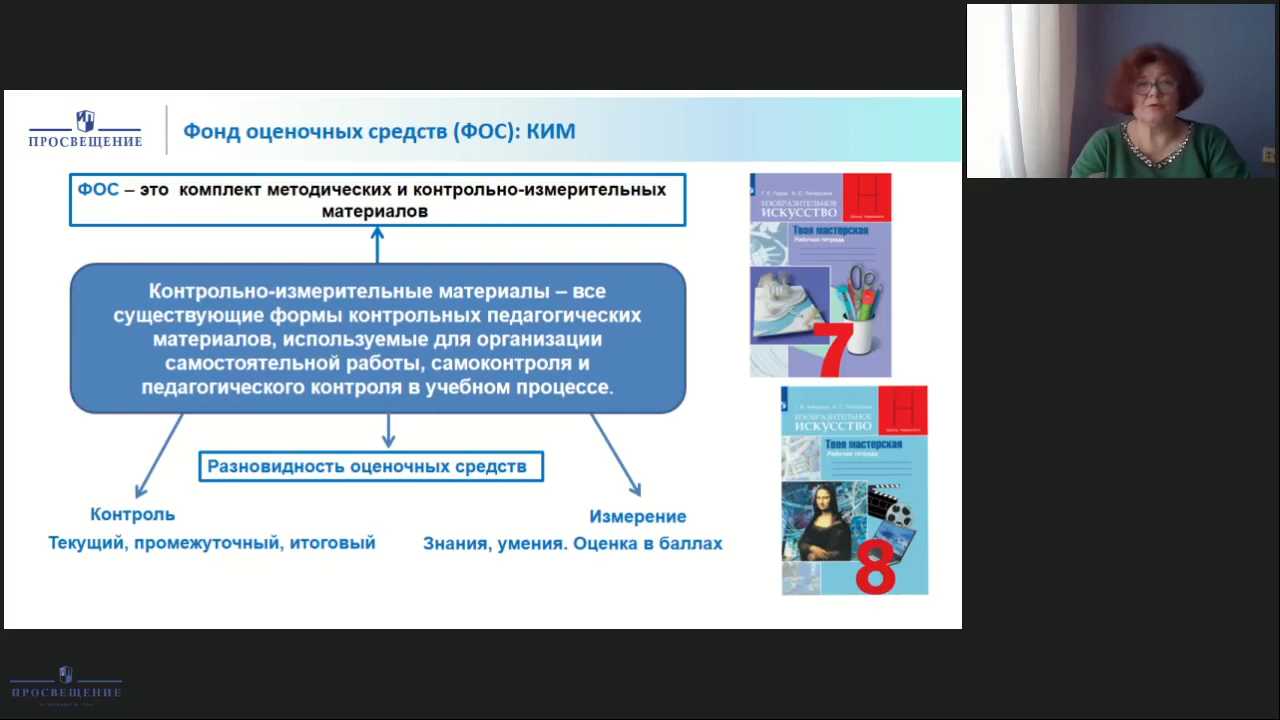 ПРОСВЕЩЕНИЕ
Фонд оценочных средств (ФОС): КИМ
ФОС – это комплект методических и контрольно-измерительных
материалов
Контрольно-измерительные материалы – все
существующие формы контрольных педагогических
материалов, используемые для организации
самостоятельной работы, самоконтроля и
педагогического контроля в учебном процессе.
Разновидность оценочных средств
Контроль
Текущий, промежуточный, итоговый
Измерение
Знания, умения. Оценка в баллах
ИЗОБРАЗИТЕЛЬНОЕ
ИСКУССТВО
Н
Твоя мастерская
Рабочая тетрадь
7
ИЗОБРАЗИТЕЛЬНОЕ
ИСКУССТВО
Н
Твоя мастерская
Рабочая тетрадь
8
ПРОСВЕЩЕНИЕ